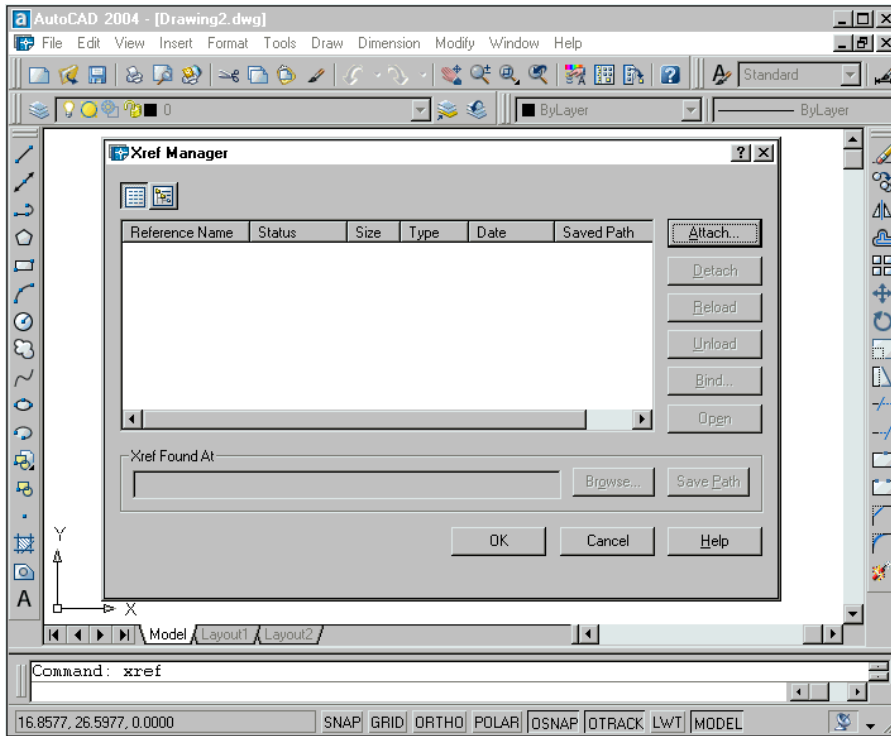 AutoCAD 2004 - [Drawing2.dwg]
File Edit View Insert Format Tools Draw Dimension Modify Window Help
Standard
0 ByLayer ByLayer
Xref Manager
Reference Name Status Size Type Date Saved Path
Attach...
Detach
Reload
Unload
Bind...
Open
Xref Found At
Browse... Save Path
OK Cancel Help
Y
X
A
Model Layout1 Layout2
Command: xref
16.8577, 26.5977, 0.0000 SNAP GRID ORTHO POLAR OSNAP OTRACK LWT MODEL